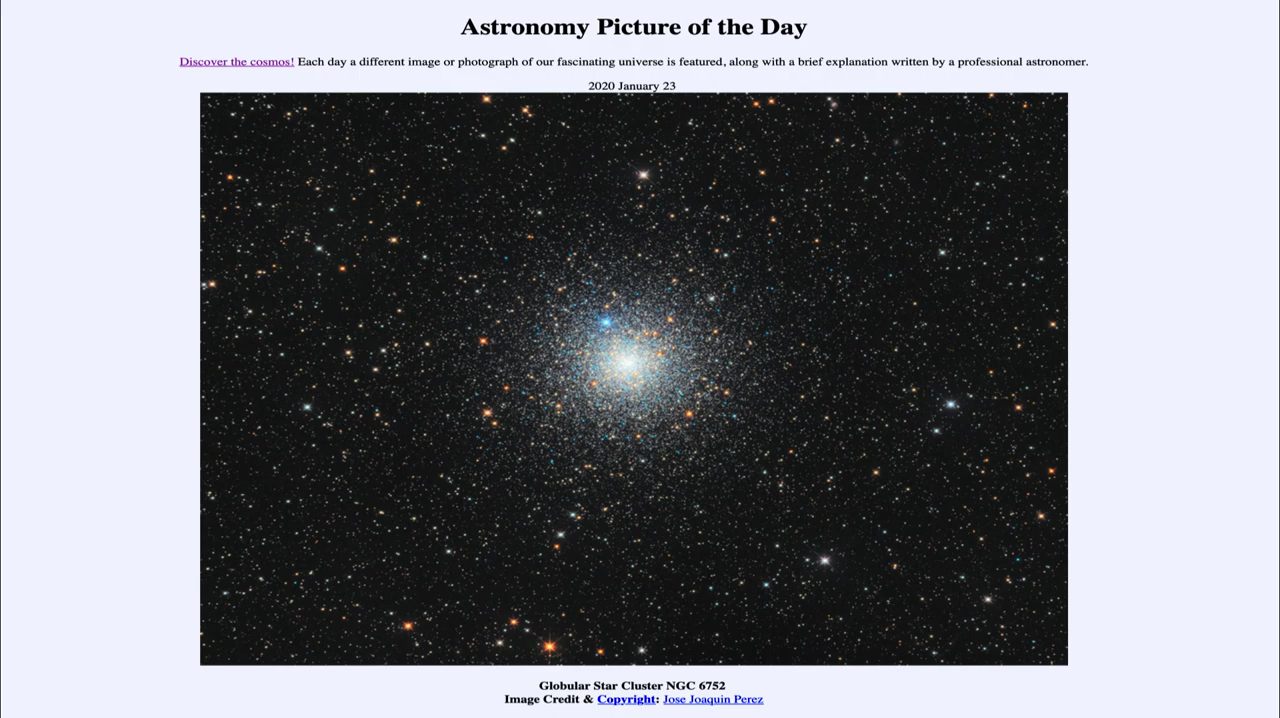 Astronomy Picture of the Day
Discover the cosmos! Each day a different image or photograph of our fascinating universe is featured, along with a brief explanation written by a professional astronomer.
2020 January 23
Globular Star Cluster NGC 6752
Image Credit & Copyright: Jose Joaquin Perez